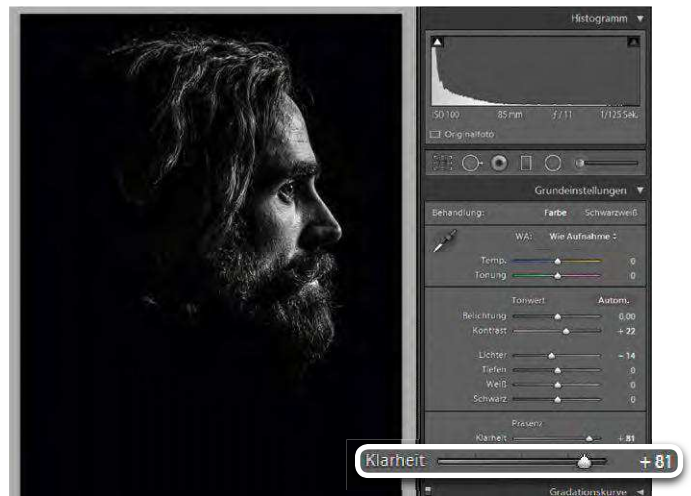 Histogramm
ISO 100 85 mm ƒ / 11 1/125 Sek.
Originalfoto
Grundeinstellungen
Behandlung: Farbe Schwarzweiß
WA: Wie Aufnahme
Temp. 0
Tonung 0
Tonwert Autom.
Belichtung 0,00
Kontrast + 22
Lichter − 14
Tiefen 0
Weiß 0
Schwarz 0
Präsenz
Klarheit + 81
Klarheit + 81
Gradationskurve